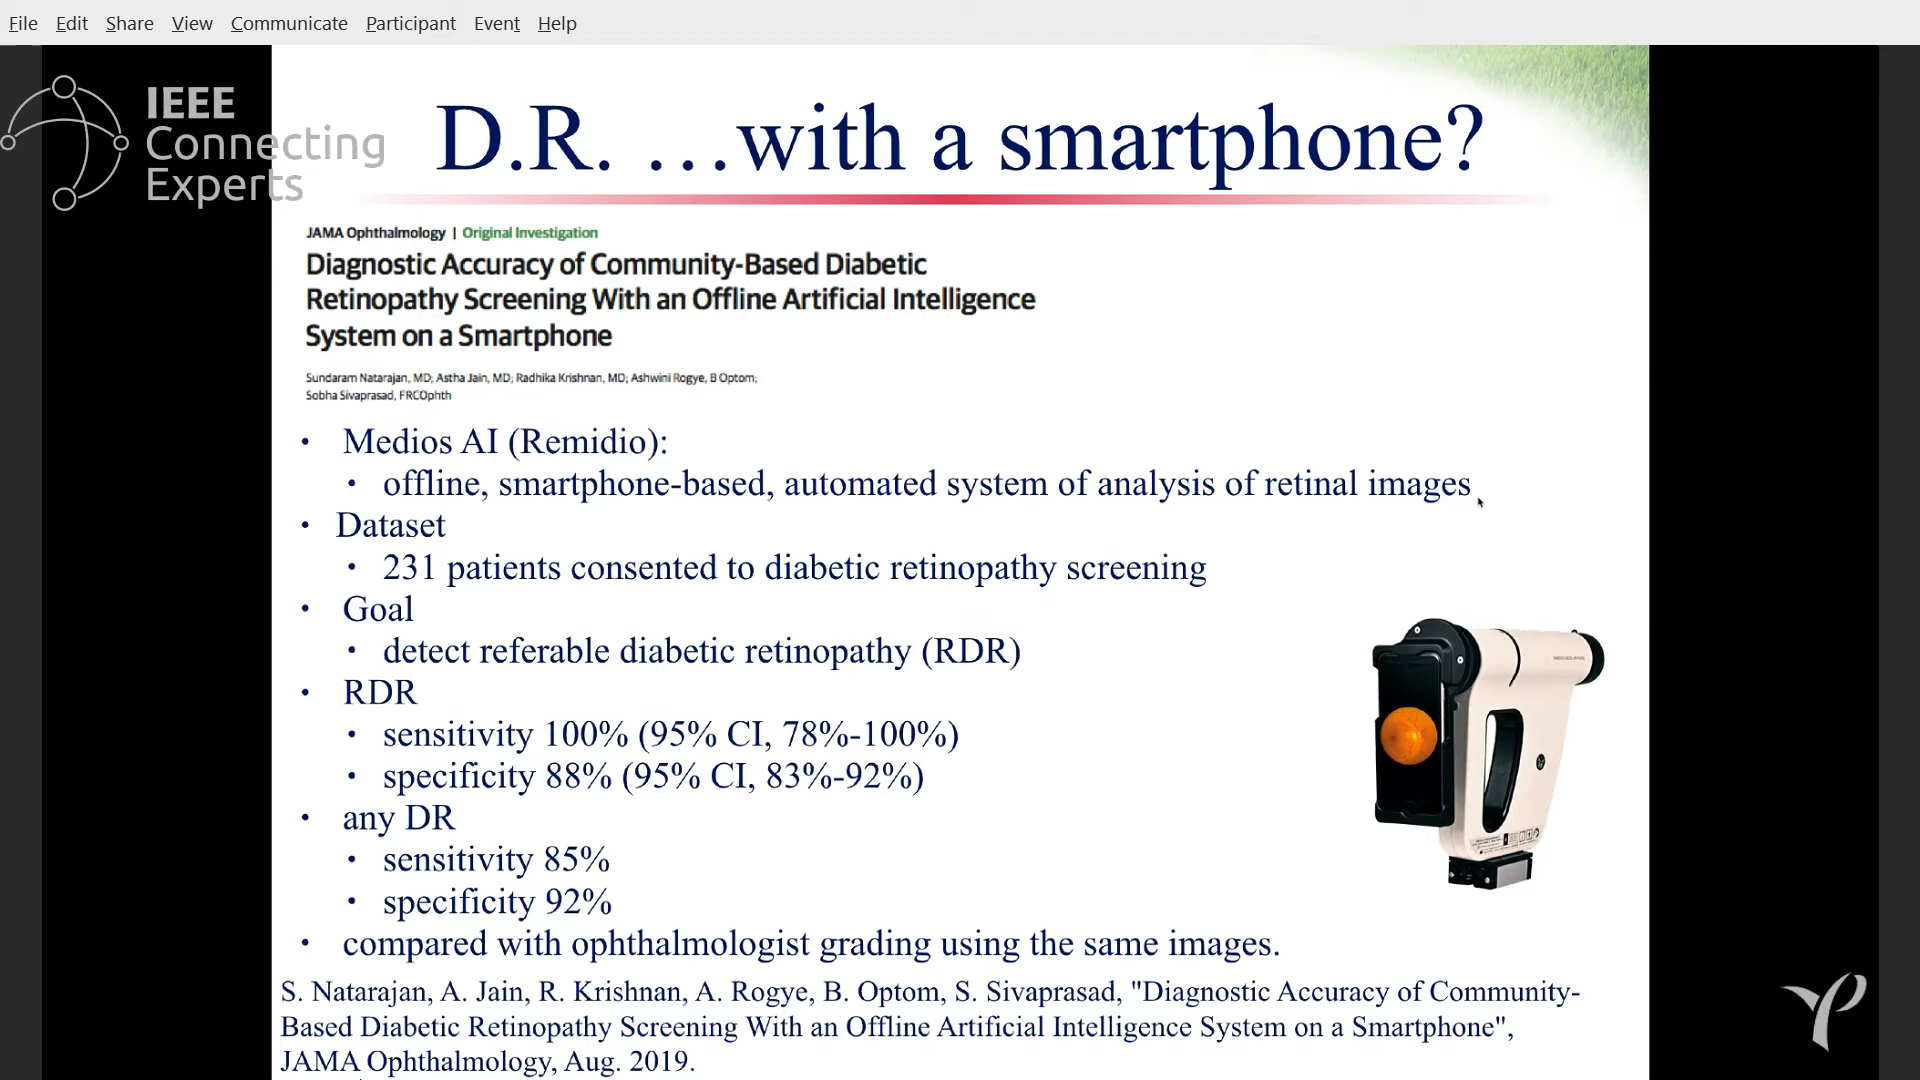 File Edit Share View Communicate Participant Event Help
IEEE
Connecting
Experts
D.R. …with a smartphone?
JAMA Ophthalmology | Original Investigation
Diagnostic Accuracy of Community-Based Diabetic
Retinopathy Screening With an Offline Artificial Intelligence
System on a Smartphone
Sundaram Natarajan, MD; Astha Jain, MD; Radhika Krishnan, MD; Ashwini Rogye, B Optom;
Sobha Sivaprasad, FRCOphth
• Medios AI (Remidio):
• offline, smartphone-based, automated system of analysis of retinal images
• Dataset
• 231 patients consented to diabetic retinopathy screening
• Goal
• detect referable diabetic retinopathy (RDR)
• RDR
• sensitivity 100% (95% CI, 78%-100%)
• specificity 88% (95% CI, 83%-92%)
• any DR
• sensitivity 85%
• specificity 92%
• compared with ophthalmologist grading using the same images.
S. Natarajan, A. Jain, R. Krishnan, A. Rogye, B. Optom, S. Sivaprasad, "Diagnostic Accuracy of Community-
Based Diabetic Retinopathy Screening With an Offline Artificial Intelligence System on a Smartphone",
JAMA Ophthalmology, Aug. 2019.